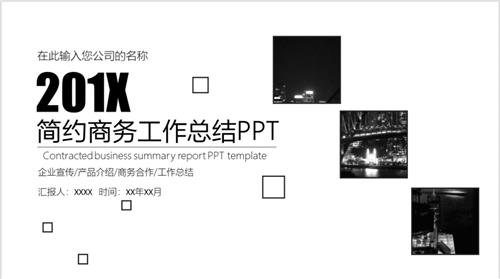 在此输入您公司的名称
201X
简约商务工作总结PPT
Contracted business summary report PPT template
企业宣传/产品介绍/商务合作/工作总结
汇报人：XXXX 时间：XX年XX月